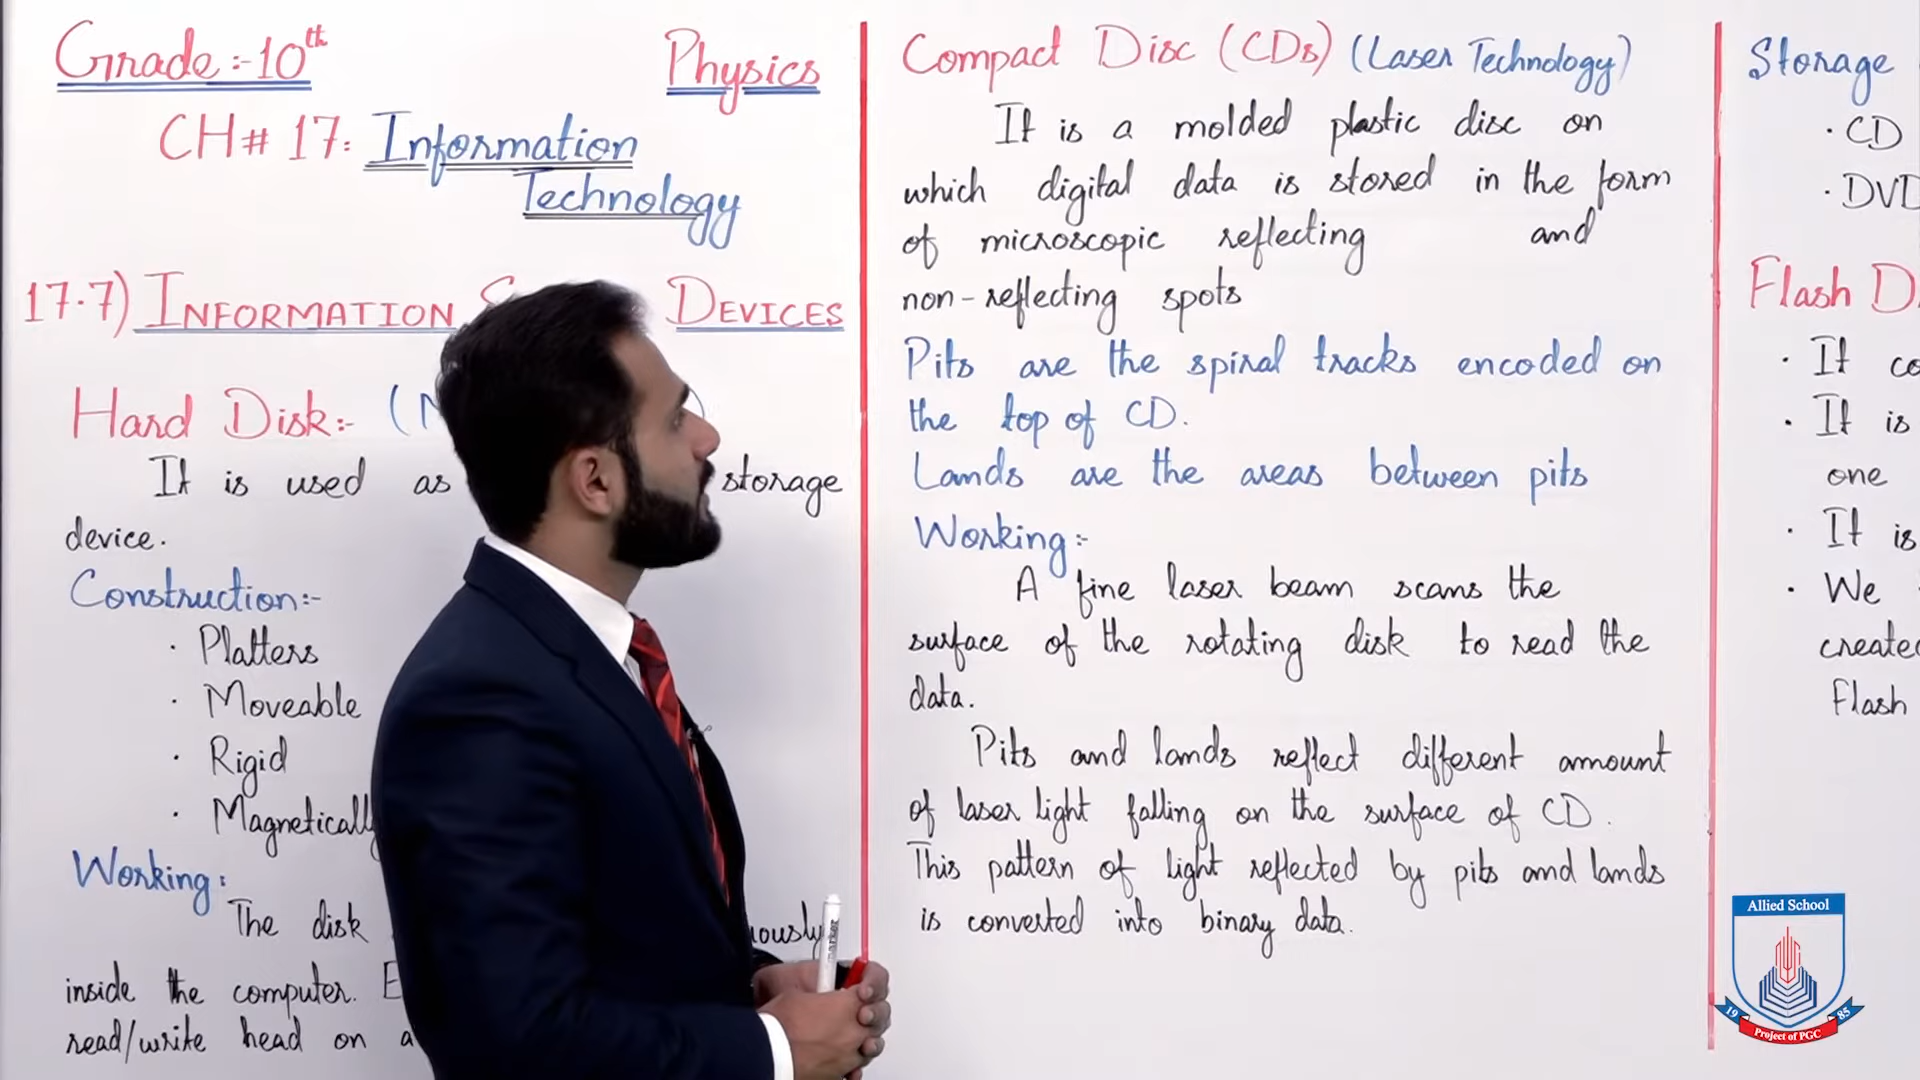 Grade:-10th
Physics
CH# 17: Information
Technology
17.7) INFORMATION S DEVICES
Hard Disk:- (
It is used as storage
device.
Construction:-
· Platters
· Moveable
· Rigid
· Magnetically
Working:
The disk
inside the computer. E
read/write head on a
Compact Disc (CDs) (Laser Technology)
It is a molded plastic disc on
which digital data is stored in the form
of microscopic reflecting and
non-reflecting spots
Pits are the spiral tracks encoded on
the top of CD.
Lands are the areas between pits
Working:-
A fine laser beam scans the
surface of the rotating disk to read the
data.
Pits and lands reflect different amount
of laser light falling on the surface of CD.
This pattern of light reflected by pits and lands
is converted into binary data.
Storage
· CD
· DVD
Flash D
· It co
· It is
one
· It is
· We
create
Flash
marker
Allied School
19 85
Project of PGC